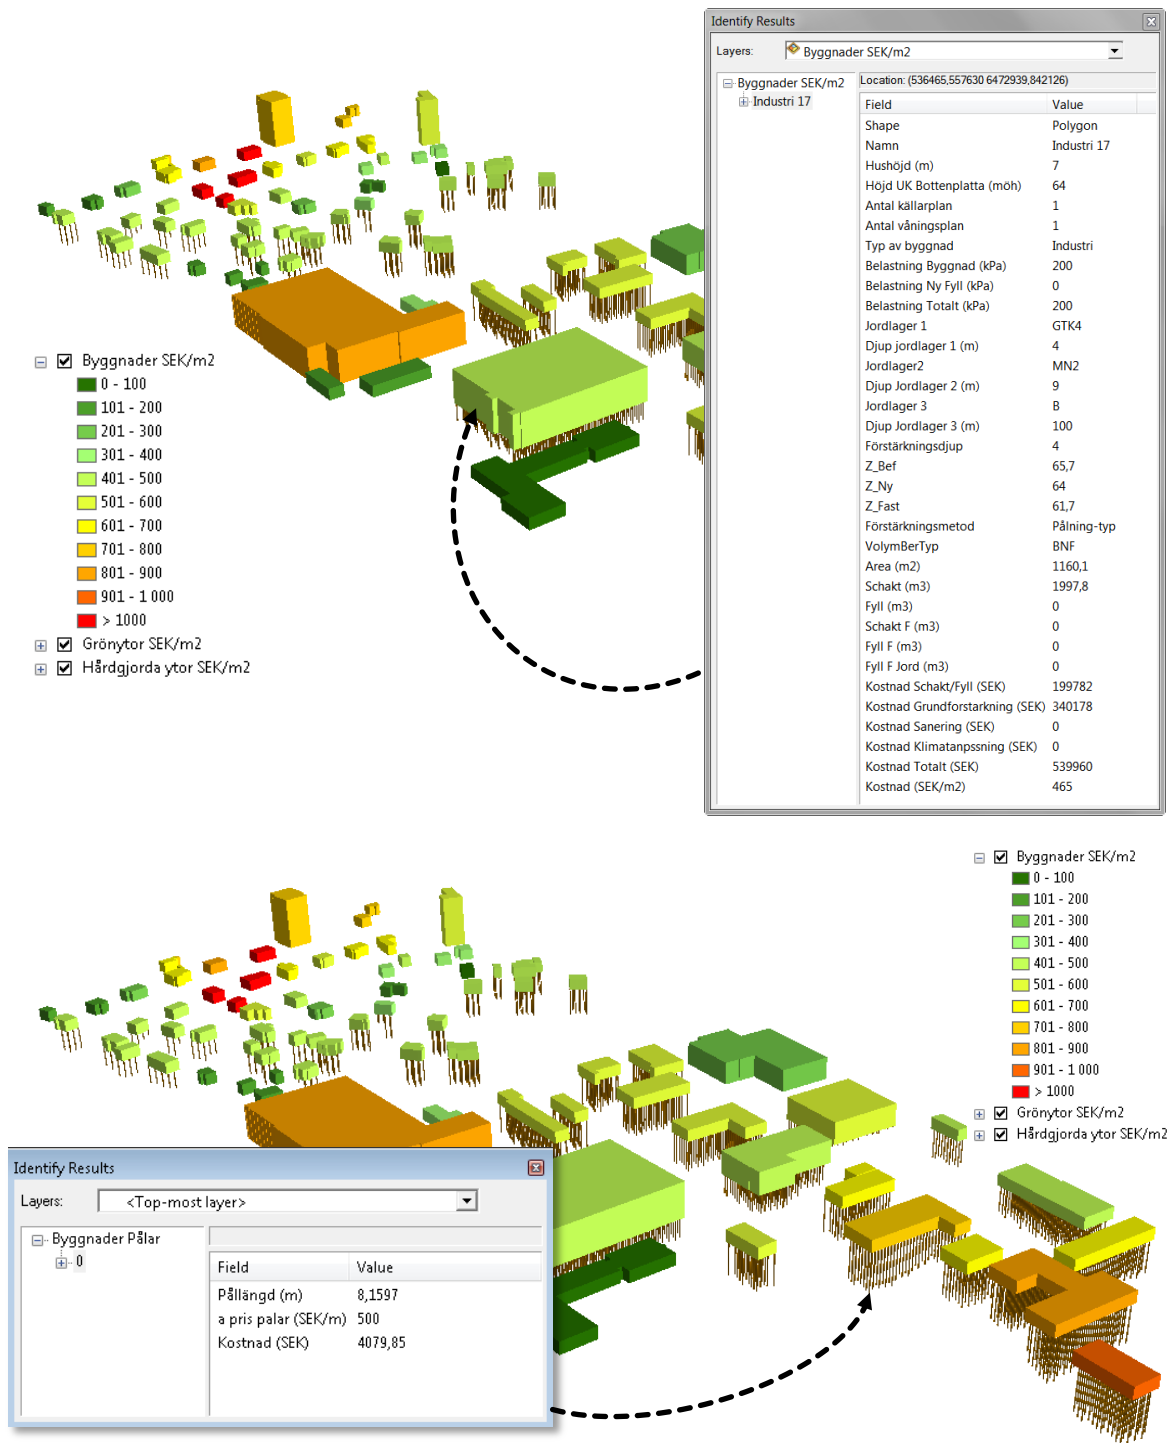 Identify Results
Layers:
Byggnader SEK/m2
Byggnader SEK/m2
Industri 17
Location: (536465,557630 6472939,842126)
Field Value
Shape Polygon
Namn Industri 17
Hushöjd (m) 7
Höjd UK Bottenplatta (möh) 64
Antal källarplan 1
Antal våningsplan 1
Typ av byggnad Industri
Belastning Byggnad (kPa) 200
Belastning Ny Fyll (kPa) 0
Belastning Totalt (kPa) 200
Jordlager 1 GTK4
Djup jordlager 1 (m) 4
Jordlager2 MN2
Djup Jordlager 2 (m) 9
Jordlager 3 B
Djup Jordlager 3 (m) 100
Förstärkningsdjup 4
Z_Bef 65,7
Z_Ny 64
Z_Fast 61,7
Förstärkningsmetod Pålning-typ
VolymBerTyp BNF
Area (m2) 1160,1
Schakt (m3) 1997,8
Fyll (m3) 0
Schakt F (m3) 0
Fyll F (m3) 0
Fyll F Jord (m3) 0
Kostnad Schakt/Fyll (SEK) 199782
Kostnad Grundforstarkning (SEK) 340178
Kostnad Sanering (SEK) 0
Kostnad Klimatanpssning (SEK) 0
Kostnad Totalt (SEK) 539960
Kostnad (SEK/m2) 465
Byggnader SEK/m2
0 - 100
101 - 200
201 - 300
301 - 400
401 - 500
501 - 600
601 - 700
701 - 800
801 - 900
901 - 1 000
> 1000
Grönytor SEK/m2
Hårdgjorda ytor SEK/m2
Byggnader SEK/m2
0 - 100
101 - 200
201 - 300
301 - 400
401 - 500
501 - 600
601 - 700
701 - 800
801 - 900
901 - 1 000
> 1000
Grönytor SEK/m2
Hårdgjorda ytor SEK/m2
Identify Results
Layers:
<Top-most layer>
Byggnader Pålar
0
Field Value
Pållängd (m) 8,1597
a pris palar (SEK/m) 500
Kostnad (SEK) 4079,85